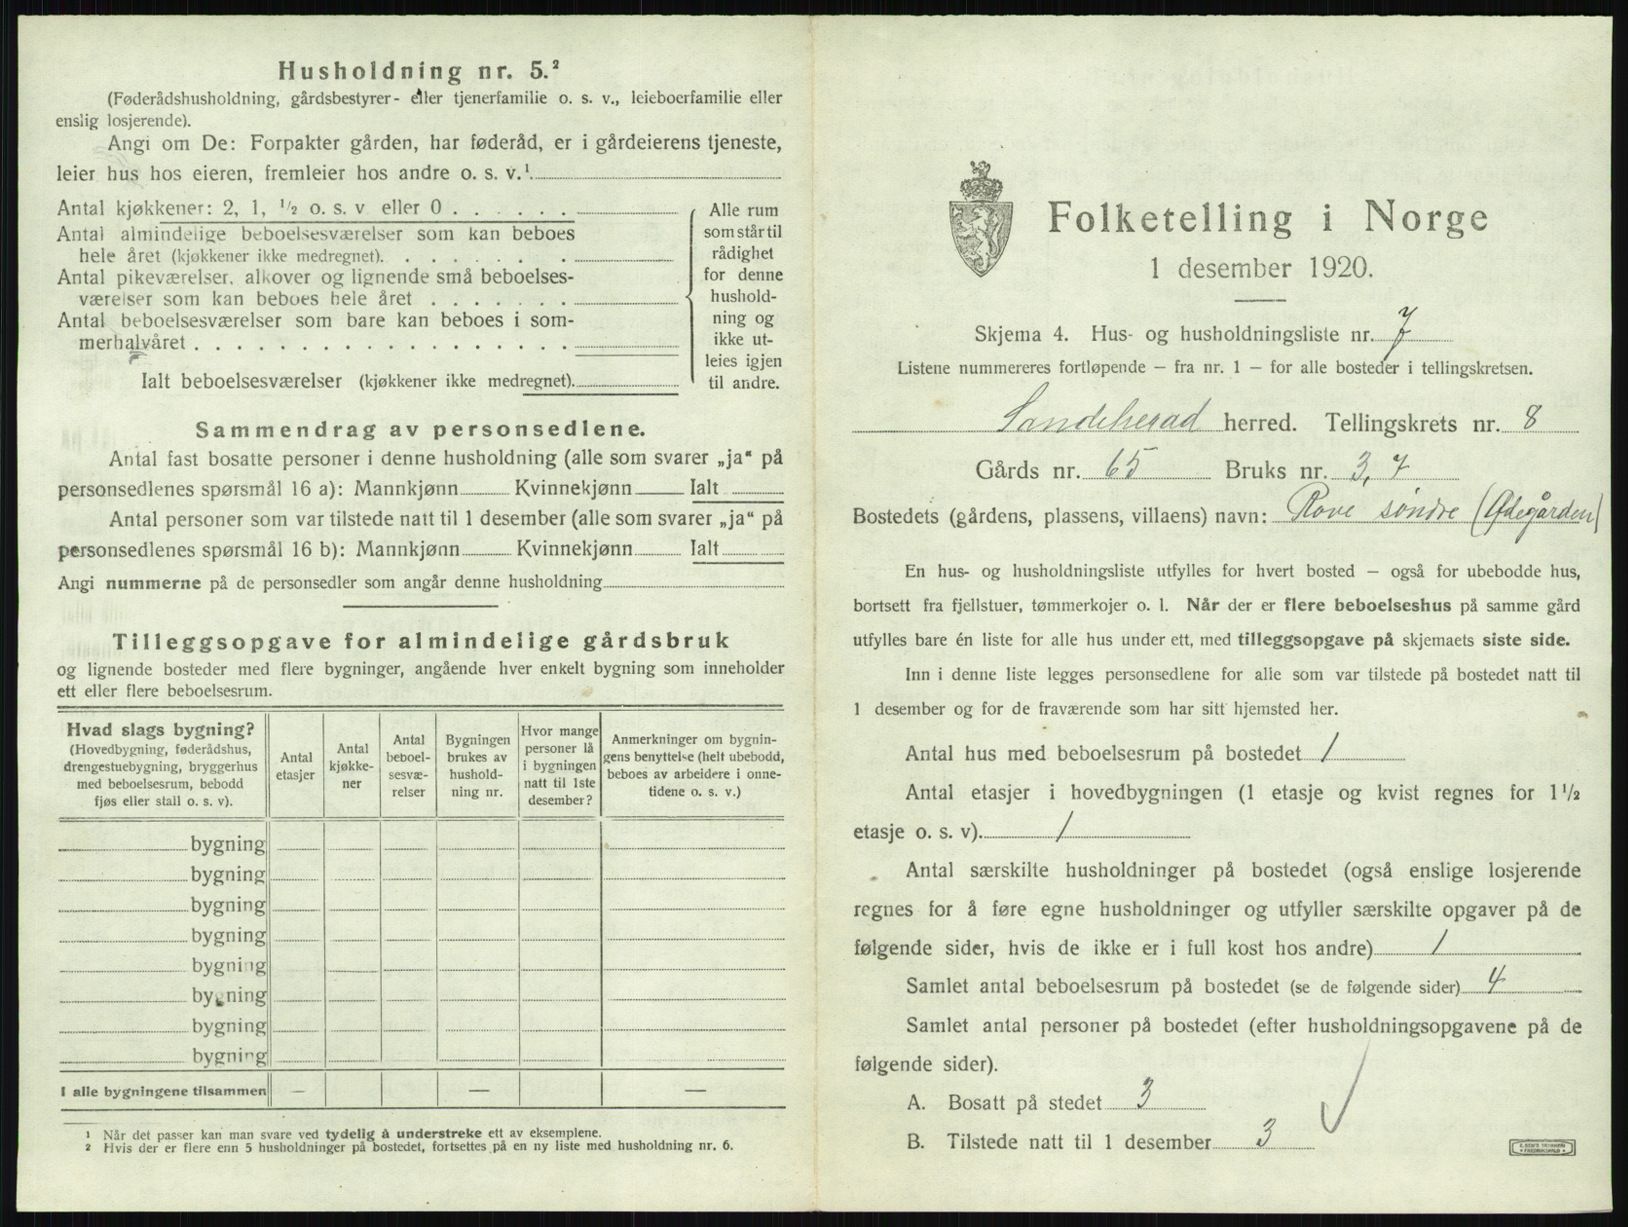 Husholdning nr. 5.²
(Føderådshusholdning, gårdsbestyrer- eller tjenerfamilie o. s. v., leieboerfamilie eller
enslig losjerende).
Angi om De: Forpakter gården, har føderåd, er i gårdeierens tjeneste,
leier hus hos eieren, fremleier hos andre o. s. v.¹
Antal kjøkkener: 2, 1, ½ o. s. v eller 0
Antal almindelige beboelsesværelser som kan beboes
hele året (kjøkkener ikke medregnet).
Antal pikeværelser, alkover og lignende små beboelses-
værelser som kan beboes hele året
Antal beboelsesværelser som bare kan beboes i som-
merhalvåret
Ialt beboelsesværelser (kjøkkener ikke medregnet).
Alle rum
som står til
rådighet
for denne
hushold-
ning og
ikke ut-
leies igjen
til andre.
Sammendrag av personsedlene.
Antal fast bosatte personer i denne husholdning (alle som svarer „ja“ på
personsedlenes spørsmål 16 a): Mannkjønn Kvinnekjønn Ialt
Antal personer som var tilstede natt til 1 desember (alle som svarer „ja“ på
personsedlenes spørsmål 16 b): Mannkjønn Kvinnekjønn Ialt
Angi nummerne på de personsedler som angår denne husholdning
Tilleggsopgave for almindelige gårdsbruk
og lignende bosteder med flere bygninger, angående hver enkelt bygning som inneholder
ett eller flere beboelsesrum.
Hvad slags bygning?
(Hovedbygning, føderådshus,
drengestuebygning, bryggerhus
med beboelsesrum, bebodd
fjøs eller stall o. s. v).
Antal
etasjer
Antal
kjøkke-
ner
Antal
beboel-
sesvæ-
relser
Bygningen
brukes av
hushold-
ning nr.
Hvor mange
personer lå
i bygningen
natt til 1ste
desember?
Anmerkninger om bygnin-
gens benyttelse (helt ubebodd,
beboes av arbeidere i onne-
tidene o. s. v.)
bygning
bygning
bygning
bygning
bygning
bygning
bygning
bygning
I alle bygningene tilsammen — — —
¹ Når det passer kan man svare ved tydelig å understreke ett av eksemplene.
² Hvis der er flere enn 5 husholdninger på bostedet, fortsettes på en ny liste med husholdning nr. 6.
Folketelling i Norge
1 desember 1920.
Skjema 4. Hus- og husholdningsliste nr. 7
Listene nummereres fortløpende — fra nr. 1 — for alle bosteder i tellingskretsen.
Sandeherad herred. Tellingskrets nr. 8
Gårds nr. 65 Bruks nr. 3, 7
Bostedets (gårdens, plassens, villaens) navn: Rove søndre (Ødegården)
En hus- og husholdningsliste utfylles for hvert bosted — også for ubebodde hus,
bortsett fra fjellstuer, tømmerkojer o. l. Når der er flere beboelseshus på samme gård
utfylles bare én liste for alle hus under ett, med tilleggsopgave på skjemaets siste side.
Inn i denne liste legges personsedlene for alle som var tilstede på bostedet natt til
1 desember og for de fraværende som har sitt hjemsted her.
Antal hus med beboelsesrum på bostedet 1
Antal etasjer i hovedbygningen (1 etasje og kvist regnes for 1½
etasje o. s. v). 1
Antal særskilte husholdninger på bostedet (også enslige losjerende
regnes for å føre egne husholdninger og utfyller særskilte opgaver på de
følgende sider, hvis de ikke er i full kost hos andre) 1
Samlet antal beboelsesrum på bostedet (se de følgende sider) 4
Samlet antal personer på bostedet (efter husholdningsopgavene på de
følgende sider).
A. Bosatt på stedet 3
B. Tilstede natt til 1 desember 3